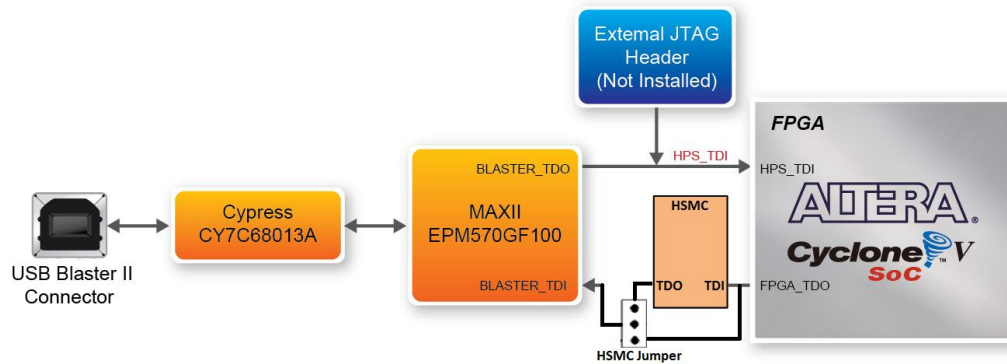 External JTAG
Header
(Not Installed)
FPGA
BLASTER_TDO
HPS_TDI
HPS_TDI
HSMC
ALTERA®
Cyclone™ V
SoC
Cypress
CY7C68013A
MAXII
EPM570GF100
USB Blaster II
Connector
BLASTER_TDI
TDO TDI
FPGA_TDO
HSMC Jumper